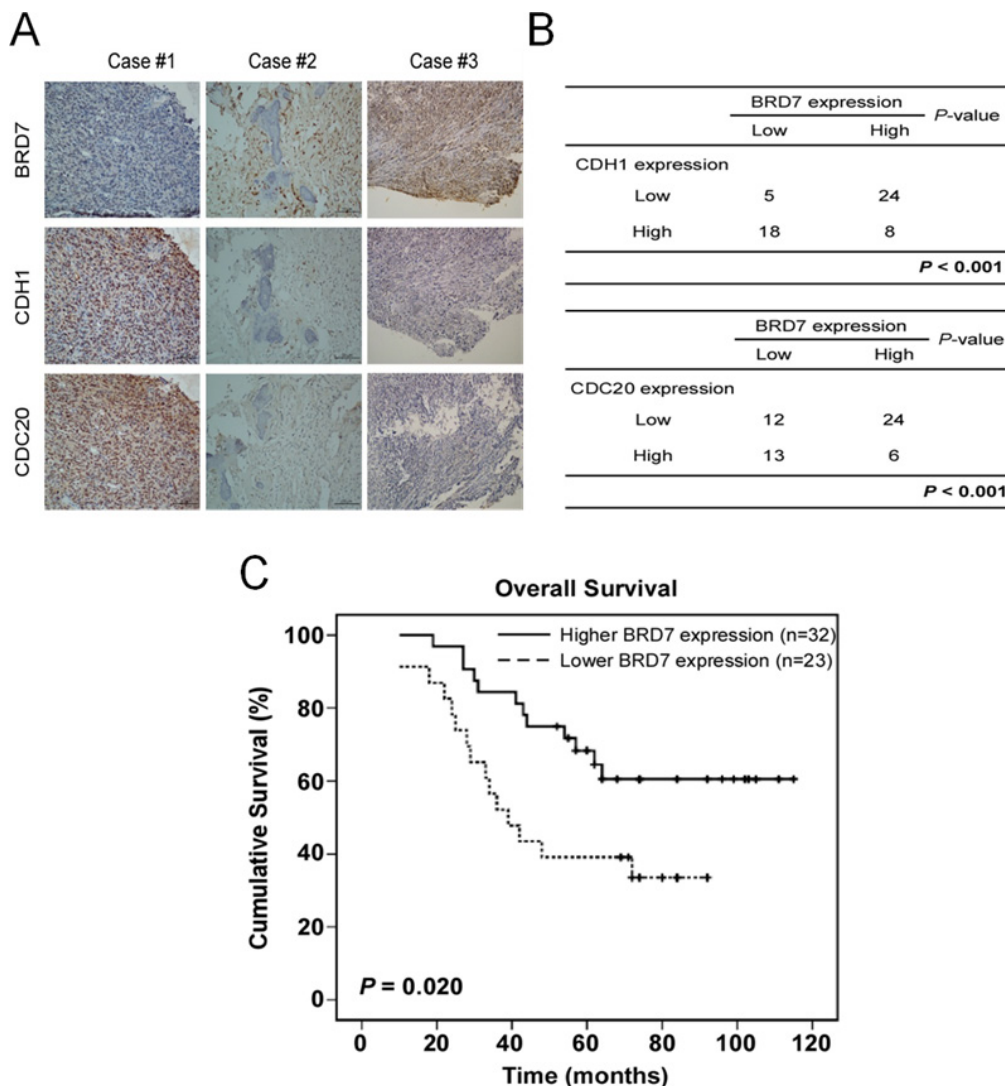 A
Case #1 Case #2 Case #3
BRD7
CDH1
CDC20
B
BRD7 expression P-value
Low High
CDH1 expression
Low 5 24
High 18 8
P < 0.001
BRD7 expression P-value
Low High
CDC20 expression
Low 12 24
High 13 6
P < 0.001
C
Overall Survival
Higher BRD7 expression (n=32)
Lower BRD7 expression (n=23)
Cumulative Survival (%)
100
80
60
40
20
0
P = 0.020
0 20 40 60 80 100 120
Time (months)